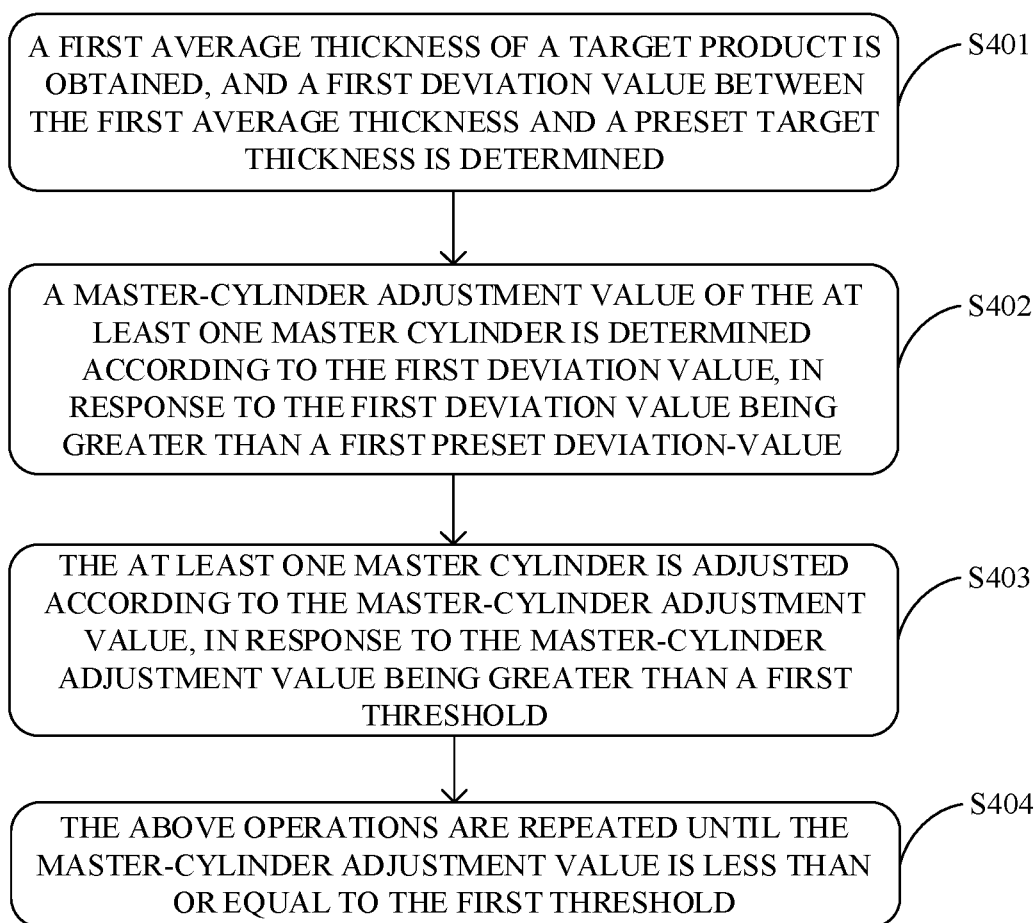 A FIRST AVERAGE THICKNESS OF A TARGET PRODUCT IS
OBTAINED, AND A FIRST DEVIATION VALUE BETWEEN
THE FIRST AVERAGE THICKNESS AND A PRESET TARGET
THICKNESS IS DETERMINED
S401
A MASTER-CYLINDER ADJUSTMENT VALUE OF THE AT
LEAST ONE MASTER CYLINDER IS DETERMINED
ACCORDING TO THE FIRST DEVIATION VALUE, IN
RESPONSE TO THE FIRST DEVIATION VALUE BEING
GREATER THAN A FIRST PRESET DEVIATION-VALUE
S402
THE AT LEAST ONE MASTER CYLINDER IS ADJUSTED
ACCORDING TO THE MASTER-CYLINDER ADJUSTMENT
VALUE, IN RESPONSE TO THE MASTER-CYLINDER
ADJUSTMENT VALUE BEING GREATER THAN A FIRST
THRESHOLD
S403
THE ABOVE OPERATIONS ARE REPEATED UNTIL THE
MASTER-CYLINDER ADJUSTMENT VALUE IS LESS THAN
OR EQUAL TO THE FIRST THRESHOLD
S404